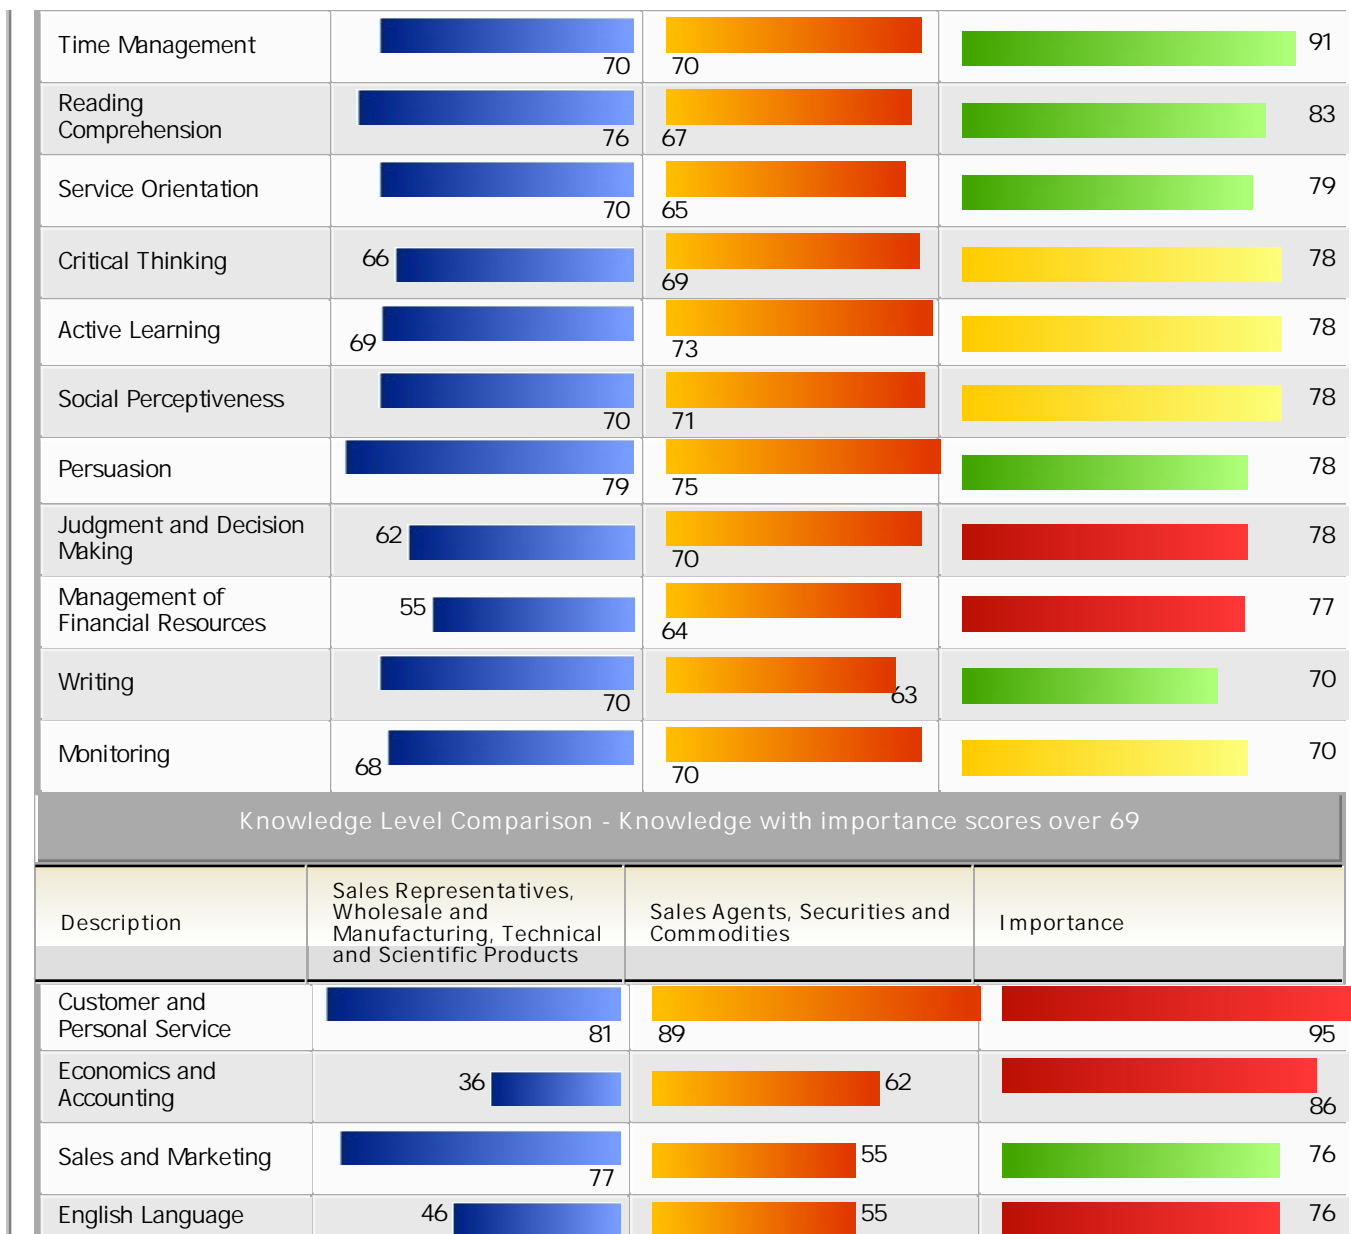 Time Management
70
70
91
Reading
Comprehension
76
67
83
Service Orientation
70
65
79
Critical Thinking
66
69
78
Active Learning
69
73
78
Social Perceptiveness
70
71
78
Persuasion
79
75
78
Judgment and Decision
Making
62
70
78
Management of
Financial Resources
55
64
77
Writing
70
63
70
Monitoring
68
70
70
Knowledge Level Comparison - Knowledge with importance scores over 69
Description
Sales Representatives,
Wholesale and
Manufacturing, Technical
and Scientific Products
Sales Agents, Securities and
Commodities
Importance
Customer and
Personal Service
81
89
95
Economics and
Accounting
36
62
86
Sales and Marketing
77
55
76
English Language
46
55
76